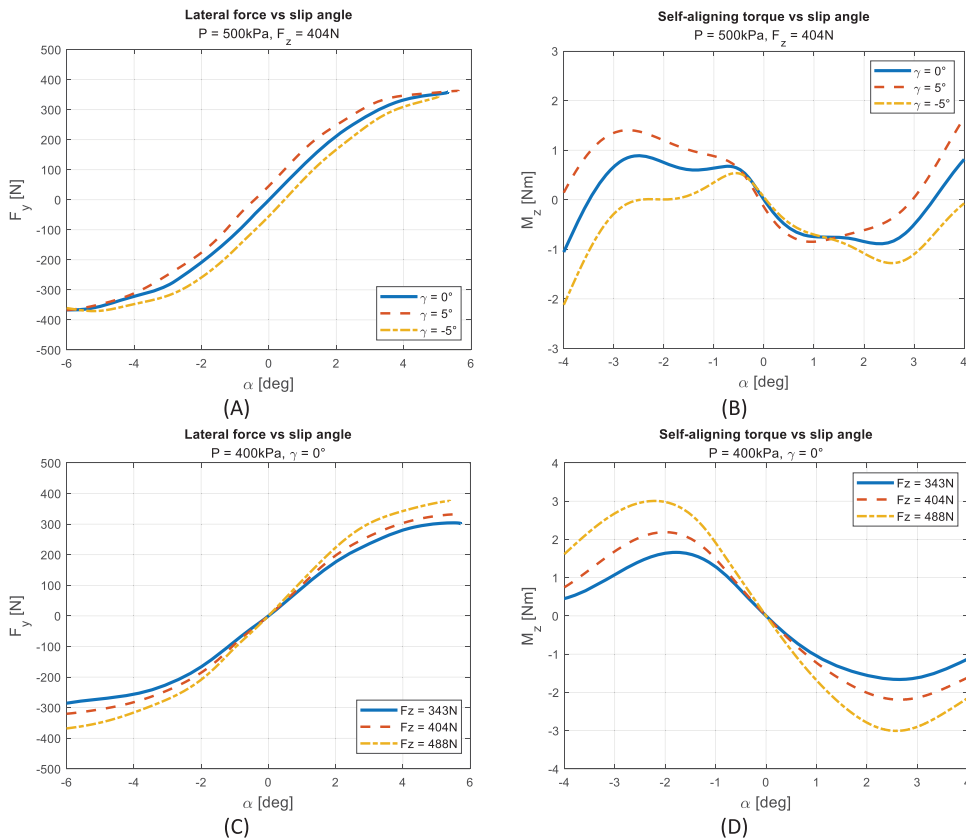 Lateral force vs slip angle
P = 500kPa, F_z = 404N
500
400
300
200
100
0
-100
-200
-300
-400
-500
F_y [N]
-6 -4 -2 0 2 4 6
α [deg]
γ = 0°
γ = 5°
γ = -5°
(A)
Self-aligning torque vs slip angle
P = 500kPa, F_z = 404N
3
2
1
0
-1
-2
-3
M_z [Nm]
-4 -3 -2 -1 0 1 2 3 4
α [deg]
γ = 0°
γ = 5°
γ = -5°
(B)
Lateral force vs slip angle
P = 400kPa, γ = 0°
500
400
300
200
100
0
-100
-200
-300
-400
-500
F_y [N]
-6 -4 -2 0 2 4 6
α [deg]
Fz = 343N
Fz = 404N
Fz = 488N
(C)
Self-aligning torque vs slip angle
P = 400kPa, γ = 0°
4
3
2
1
0
-1
-2
-3
-4
M_z [Nm]
-4 -3 -2 -1 0 1 2 3 4
α [deg]
Fz = 343N
Fz = 404N
Fz = 488N
(D)